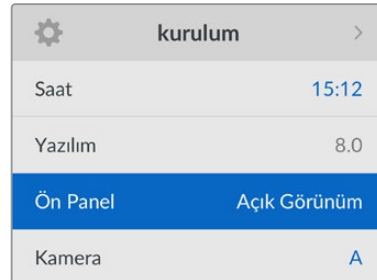 kurulum
Saat 15:12
Yazılım 8.0
Ön Panel Açık Görünüm
Kamera A